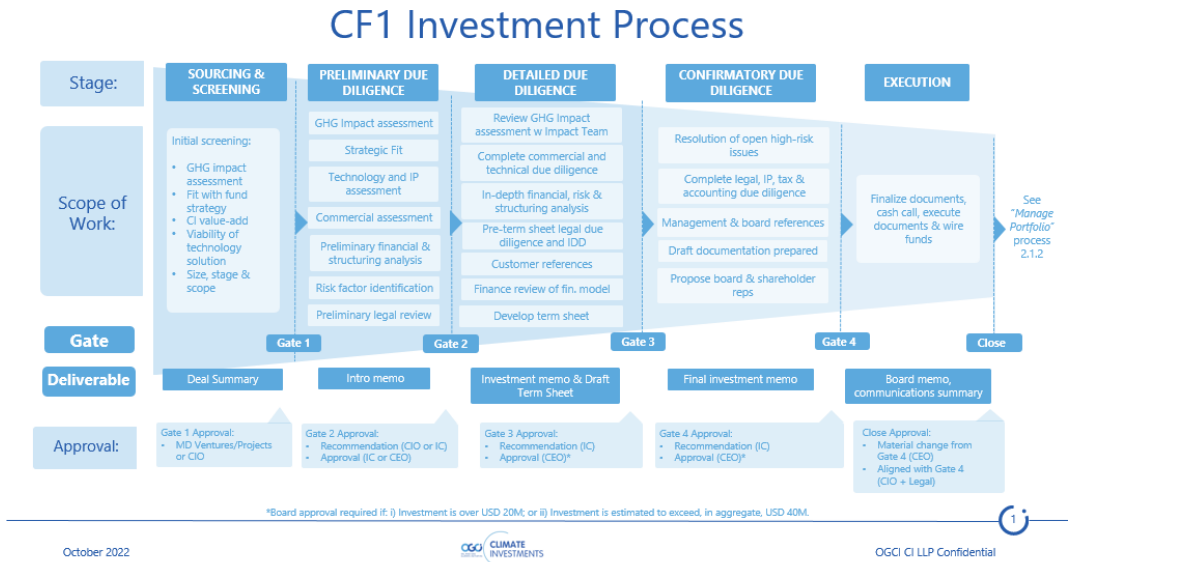 CF1 Investment Process
Stage:
SOURCING &
SCREENING
PRELIMINARY DUE
DILIGENCE
DETAILED DUE
DILIGENCE
CONFIRMATORY DUE
DILIGENCE
EXECUTION
Scope of
Work:
Initial screening:
• GHG impact
assessment
• Fit with fund
strategy
• CI value-add
• Viability of
technology
solution
• Size, stage &
scope
GHG Impact assessment
Strategic Fit
Technology and IP
assessment
Commercial assessment
Preliminary financial &
structuring analysis
Risk factor identification
Preliminary legal review
Review GHG Impact
assessment w Impact Team
Complete commercial and
technical due diligence
In-depth financial, risk &
structuring analysis
Pre-term sheet legal due
diligence and IDD
Customer references
Finance review of fin. model
Develop term sheet
Resolution of open high-risk
issues
Complete legal, IP, tax &
accounting due diligence
Management & board references
Draft documentation prepared
Propose board & shareholder
reps
Finalize documents,
cash call, execute
documents & wire
funds
See
"Manage
Portfolio"
process
2.1.2
Gate
Gate 1
Gate 2
Gate 3
Gate 4
Close
Deliverable
Deal Summary
Intro memo
Investment memo & Draft
Term Sheet
Final investment memo
Board memo,
communications summary
Approval:
Gate 1 Approval:
• MD Ventures/Projects
or CIO
Gate 2 Approval:
• Recommendation (CIO or IC)
• Approval (IC or CEO)
Gate 3 Approval:
• Recommendation (IC)
• Approval (CEO)*
Gate 4 Approval:
• Recommendation (IC)
• Approval (CEO)*
Close Approval:
• Material change from
Gate 4 (CEO)
• Aligned with Gate 4
(CIO + Legal)
*Board approval required if: i) Investment is over USD 20M; or ii) Investment is estimated to exceed, in aggregate, USD 40M.
1
October 2022
OGCI
CLIMATE
INVESTMENTS
OGCI CI LLP Confidential